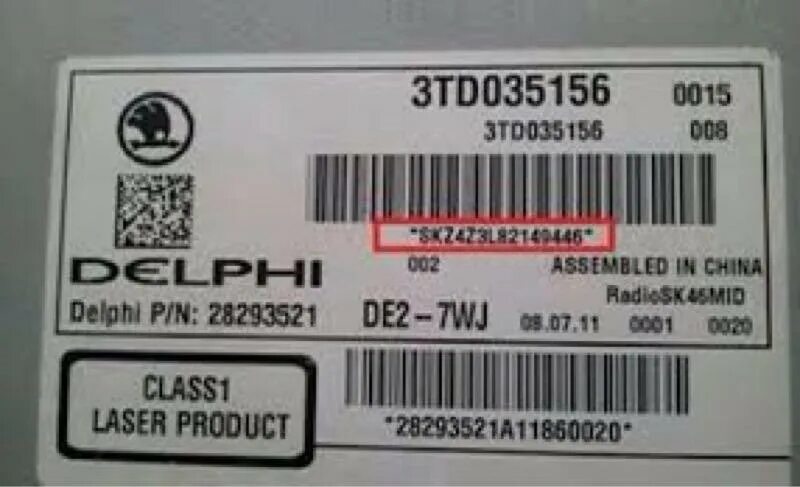 3TD035156 0015
3TD035156 008
*SKZ4Z3L82149446*
002 ASSEMBLED IN CHINA
DELPHI
RadioSK46MID
Delphi P/N: 28293521 DE2-7WJ 08.07.11 0001 0020
CLASS1
LASER PRODUCT
*28293521A11860020*